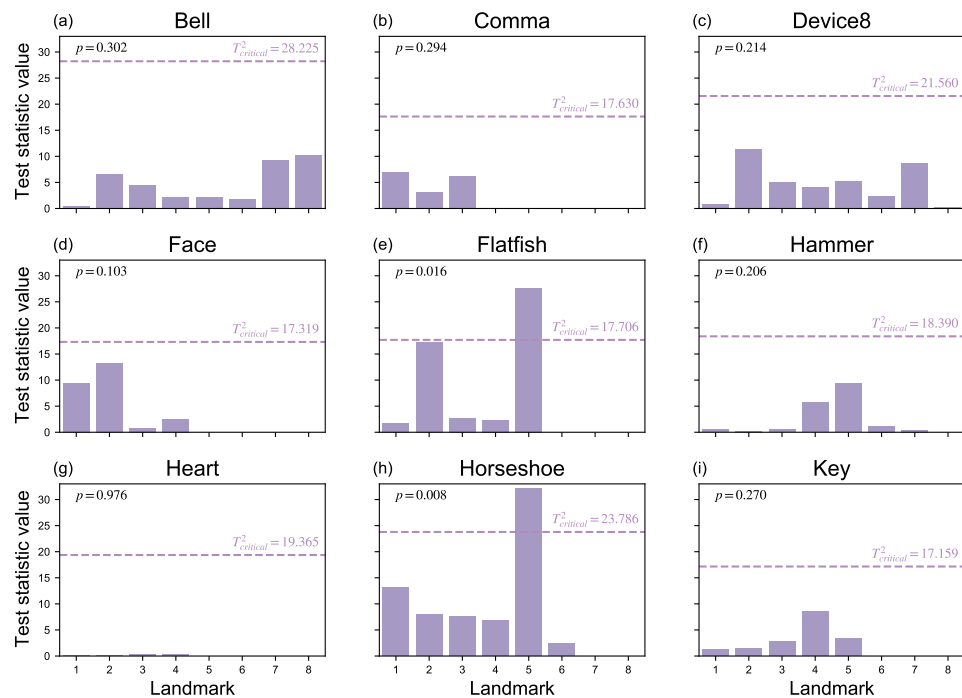 (a) Bell
(b) Comma
(c) Device8
Test statistic value
30
25
20
15
10
5
0
p = 0.302
T²critical = 28.225
p = 0.294
T²critical = 17.630
p = 0.214
T²critical = 21.560
(d) Face
(e) Flatfish
(f) Hammer
Test statistic value
30
25
20
15
10
5
0
p = 0.103
T²critical = 17.319
p = 0.016
T²critical = 17.706
p = 0.206
T²critical = 18.390
(g) Heart
(h) Horseshoe
(i) Key
Test statistic value
30
25
20
15
10
5
0
p = 0.976
T²critical = 19.365
p = 0.008
T²critical = 23.786
p = 0.270
T²critical = 17.159
1 2 3 4 5 6 7 8
1 2 3 4 5 6 7 8
1 2 3 4 5 6 7 8
Landmark
Landmark
Landmark